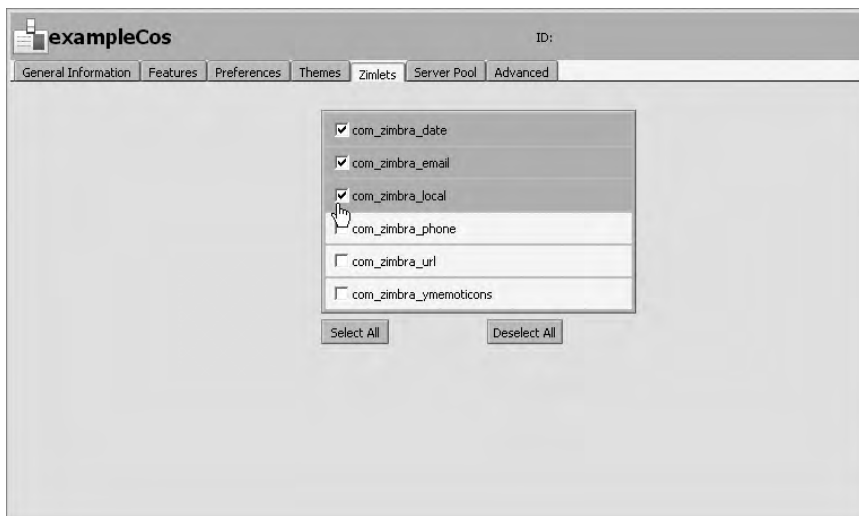 exampleCos ID:
General Information Features Preferences Themes Zimlets Server Pool Advanced
com_zimbra_date
com_zimbra_email
com_zimbra_local
com_zimbra_phone
com_zimbra_url
com_zimbra_ymemoticons
Select All Deselect All